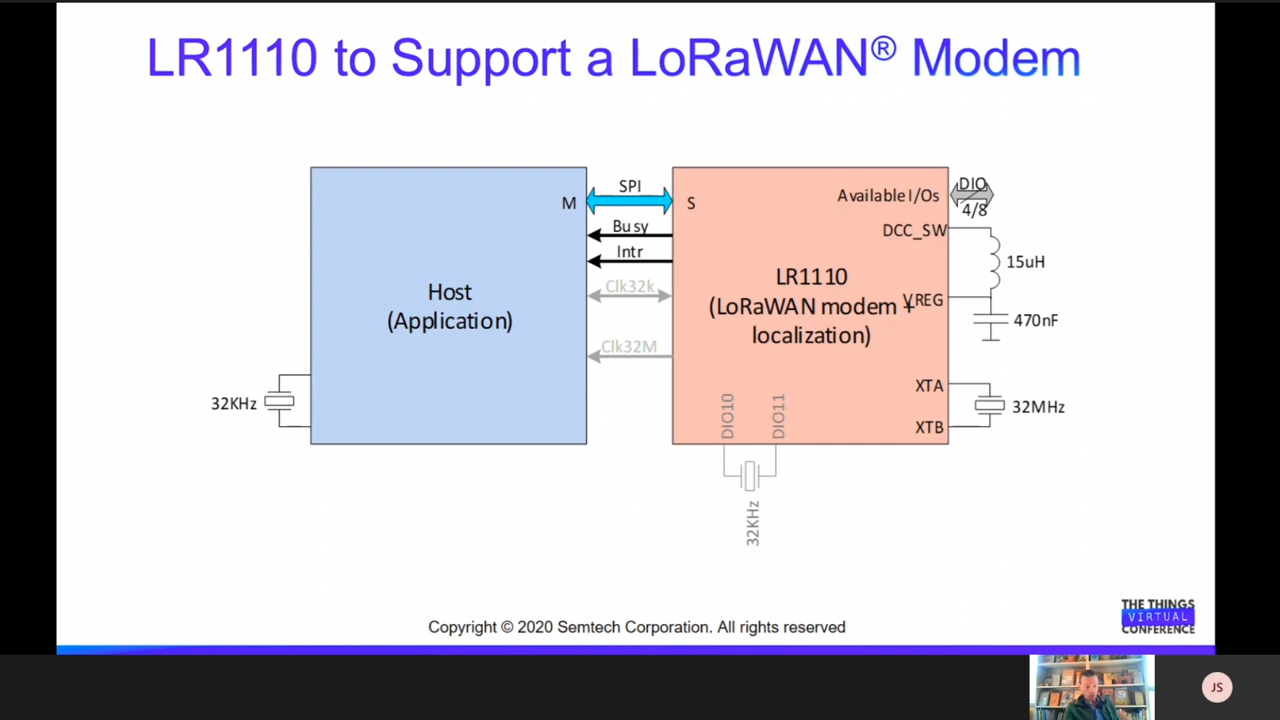 LR1110 to Support a LoRaWAN® Modem
SPI
M
S
Busy
Intr
Clk32k
Clk32M
Host
(Application)
32KHz
Available I/Os
DIO
4/8
DCC_SW
15uH
LR1110
(LoRaWAN modem +
localization)
VREG
470nF
XTA
32MHz
XTB
DIO10
DIO11
32KHz
Copyright © 2020 Semtech Corporation. All rights reserved
THE THINGS
VIRTUAL
CONFERENCE
JS